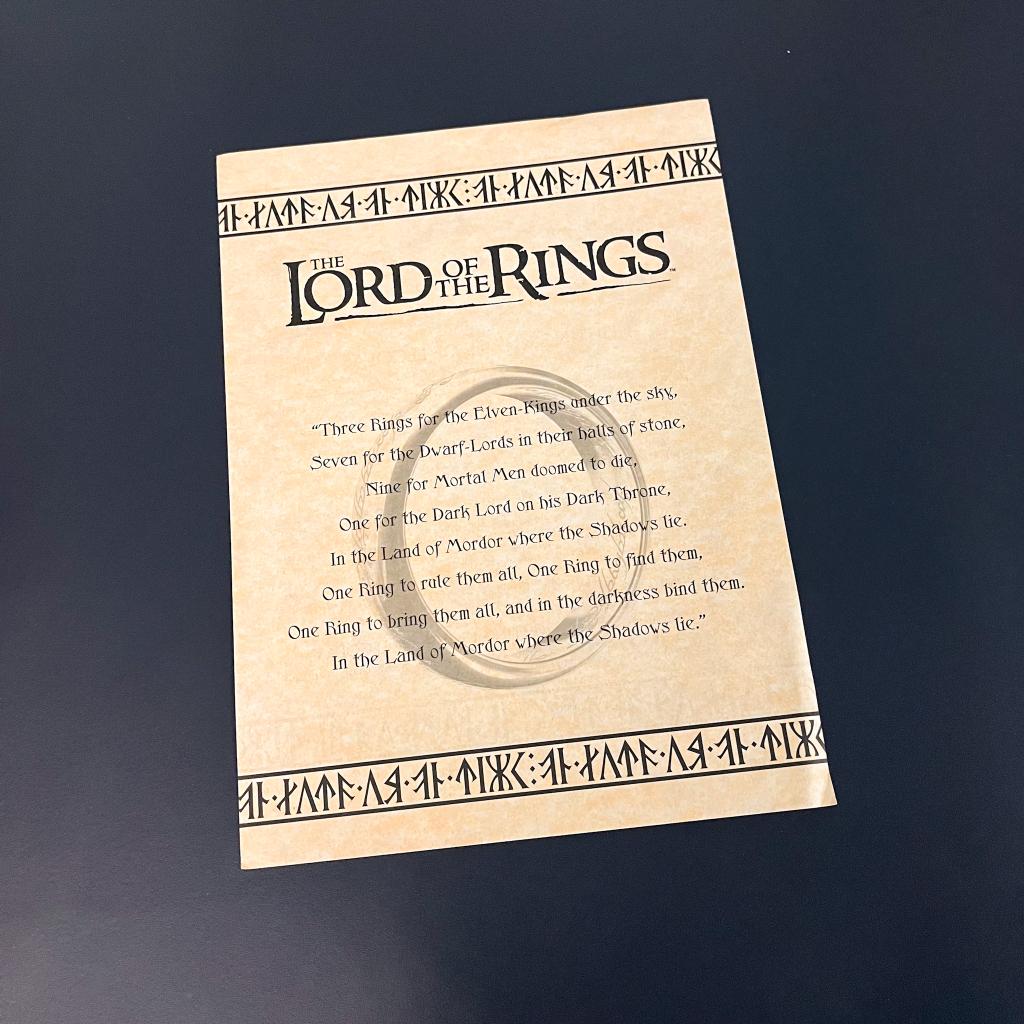 THE LORD OF THE RINGS™
“Three Rings for the Elven-Kings under the sky,
Seven for the Dwarf-Lords in their halls of stone,
Nine for Mortal Men doomed to die,
One for the Dark Lord on his Dark Throne,
In the Land of Mordor where the Shadows lie.
One Ring to rule them all, One Ring to find them,
One Ring to bring them all, and in the darkness bind them.
In the Land of Mordor where the Shadows lie.”